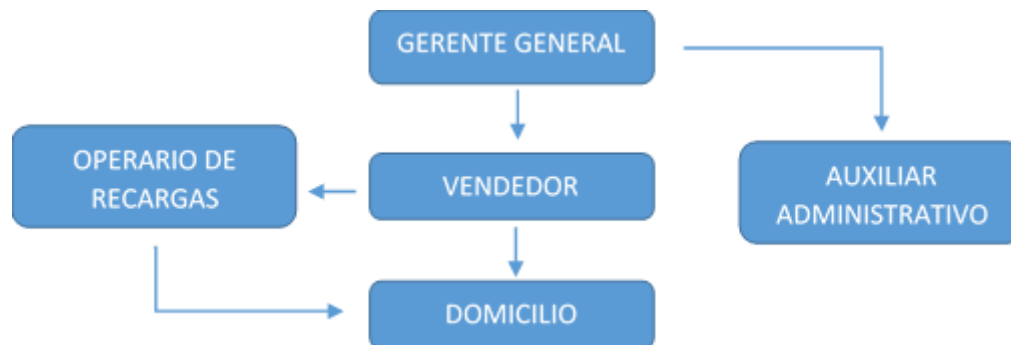 GERENTE GENERAL
OPERARIO DE
RECARGAS
VENDEDOR
AUXILIAR
ADMINISTRATIVO
DOMICILIO